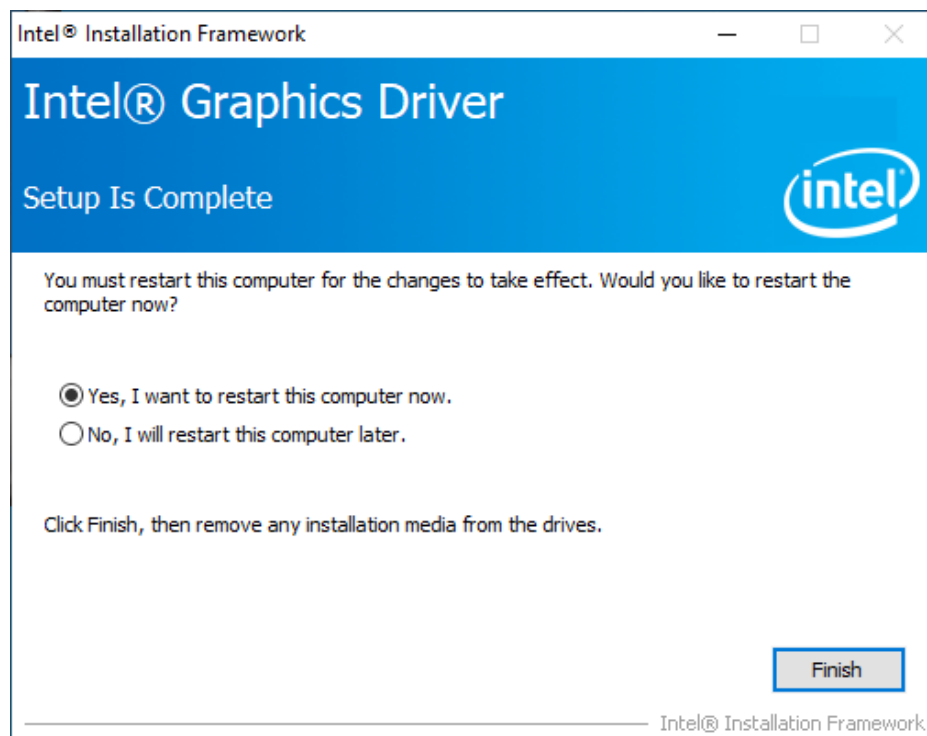 Intel® Installation Framework
Intel® Graphics Driver
Setup Is Complete
intel
You must restart this computer for the changes to take effect. Would you like to restart the
computer now?
Yes, I want to restart this computer now.
No, I will restart this computer later.
Click Finish, then remove any installation media from the drives.
Finish
Intel® Installation Framework